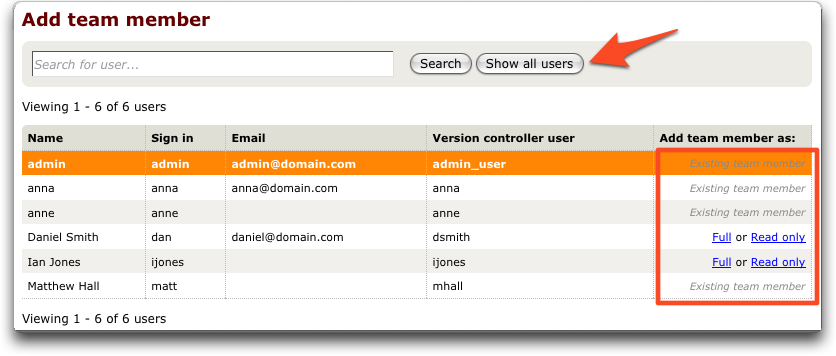 Add team member
Search for user... Search Show all users
Viewing 1 - 6 of 6 users
Name Sign in Email Version controller user Add team member as:
admin admin admin@domain.com admin_user Existing team member
anna anna anna@domain.com anna Existing team member
anne anne anne Existing team member
Daniel Smith dan daniel@domain.com dsmith Full or Read only
Ian Jones ijones ijones Full or Read only
Matthew Hall matt mhall Existing team member
Viewing 1 - 6 of 6 users